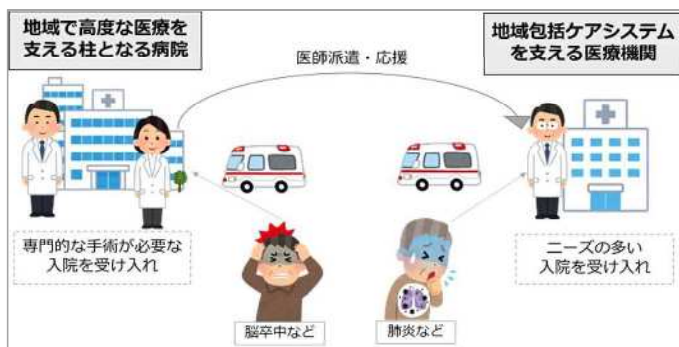 地域で高度な医療を
支える柱となる病院
地域包括ケアシステム
を支える医療機関
医師派遣・応援
専門的な手術が必要な
入院を受け入れ
ニーズの多い
入院を受け入れ
脳卒中など
肺炎など